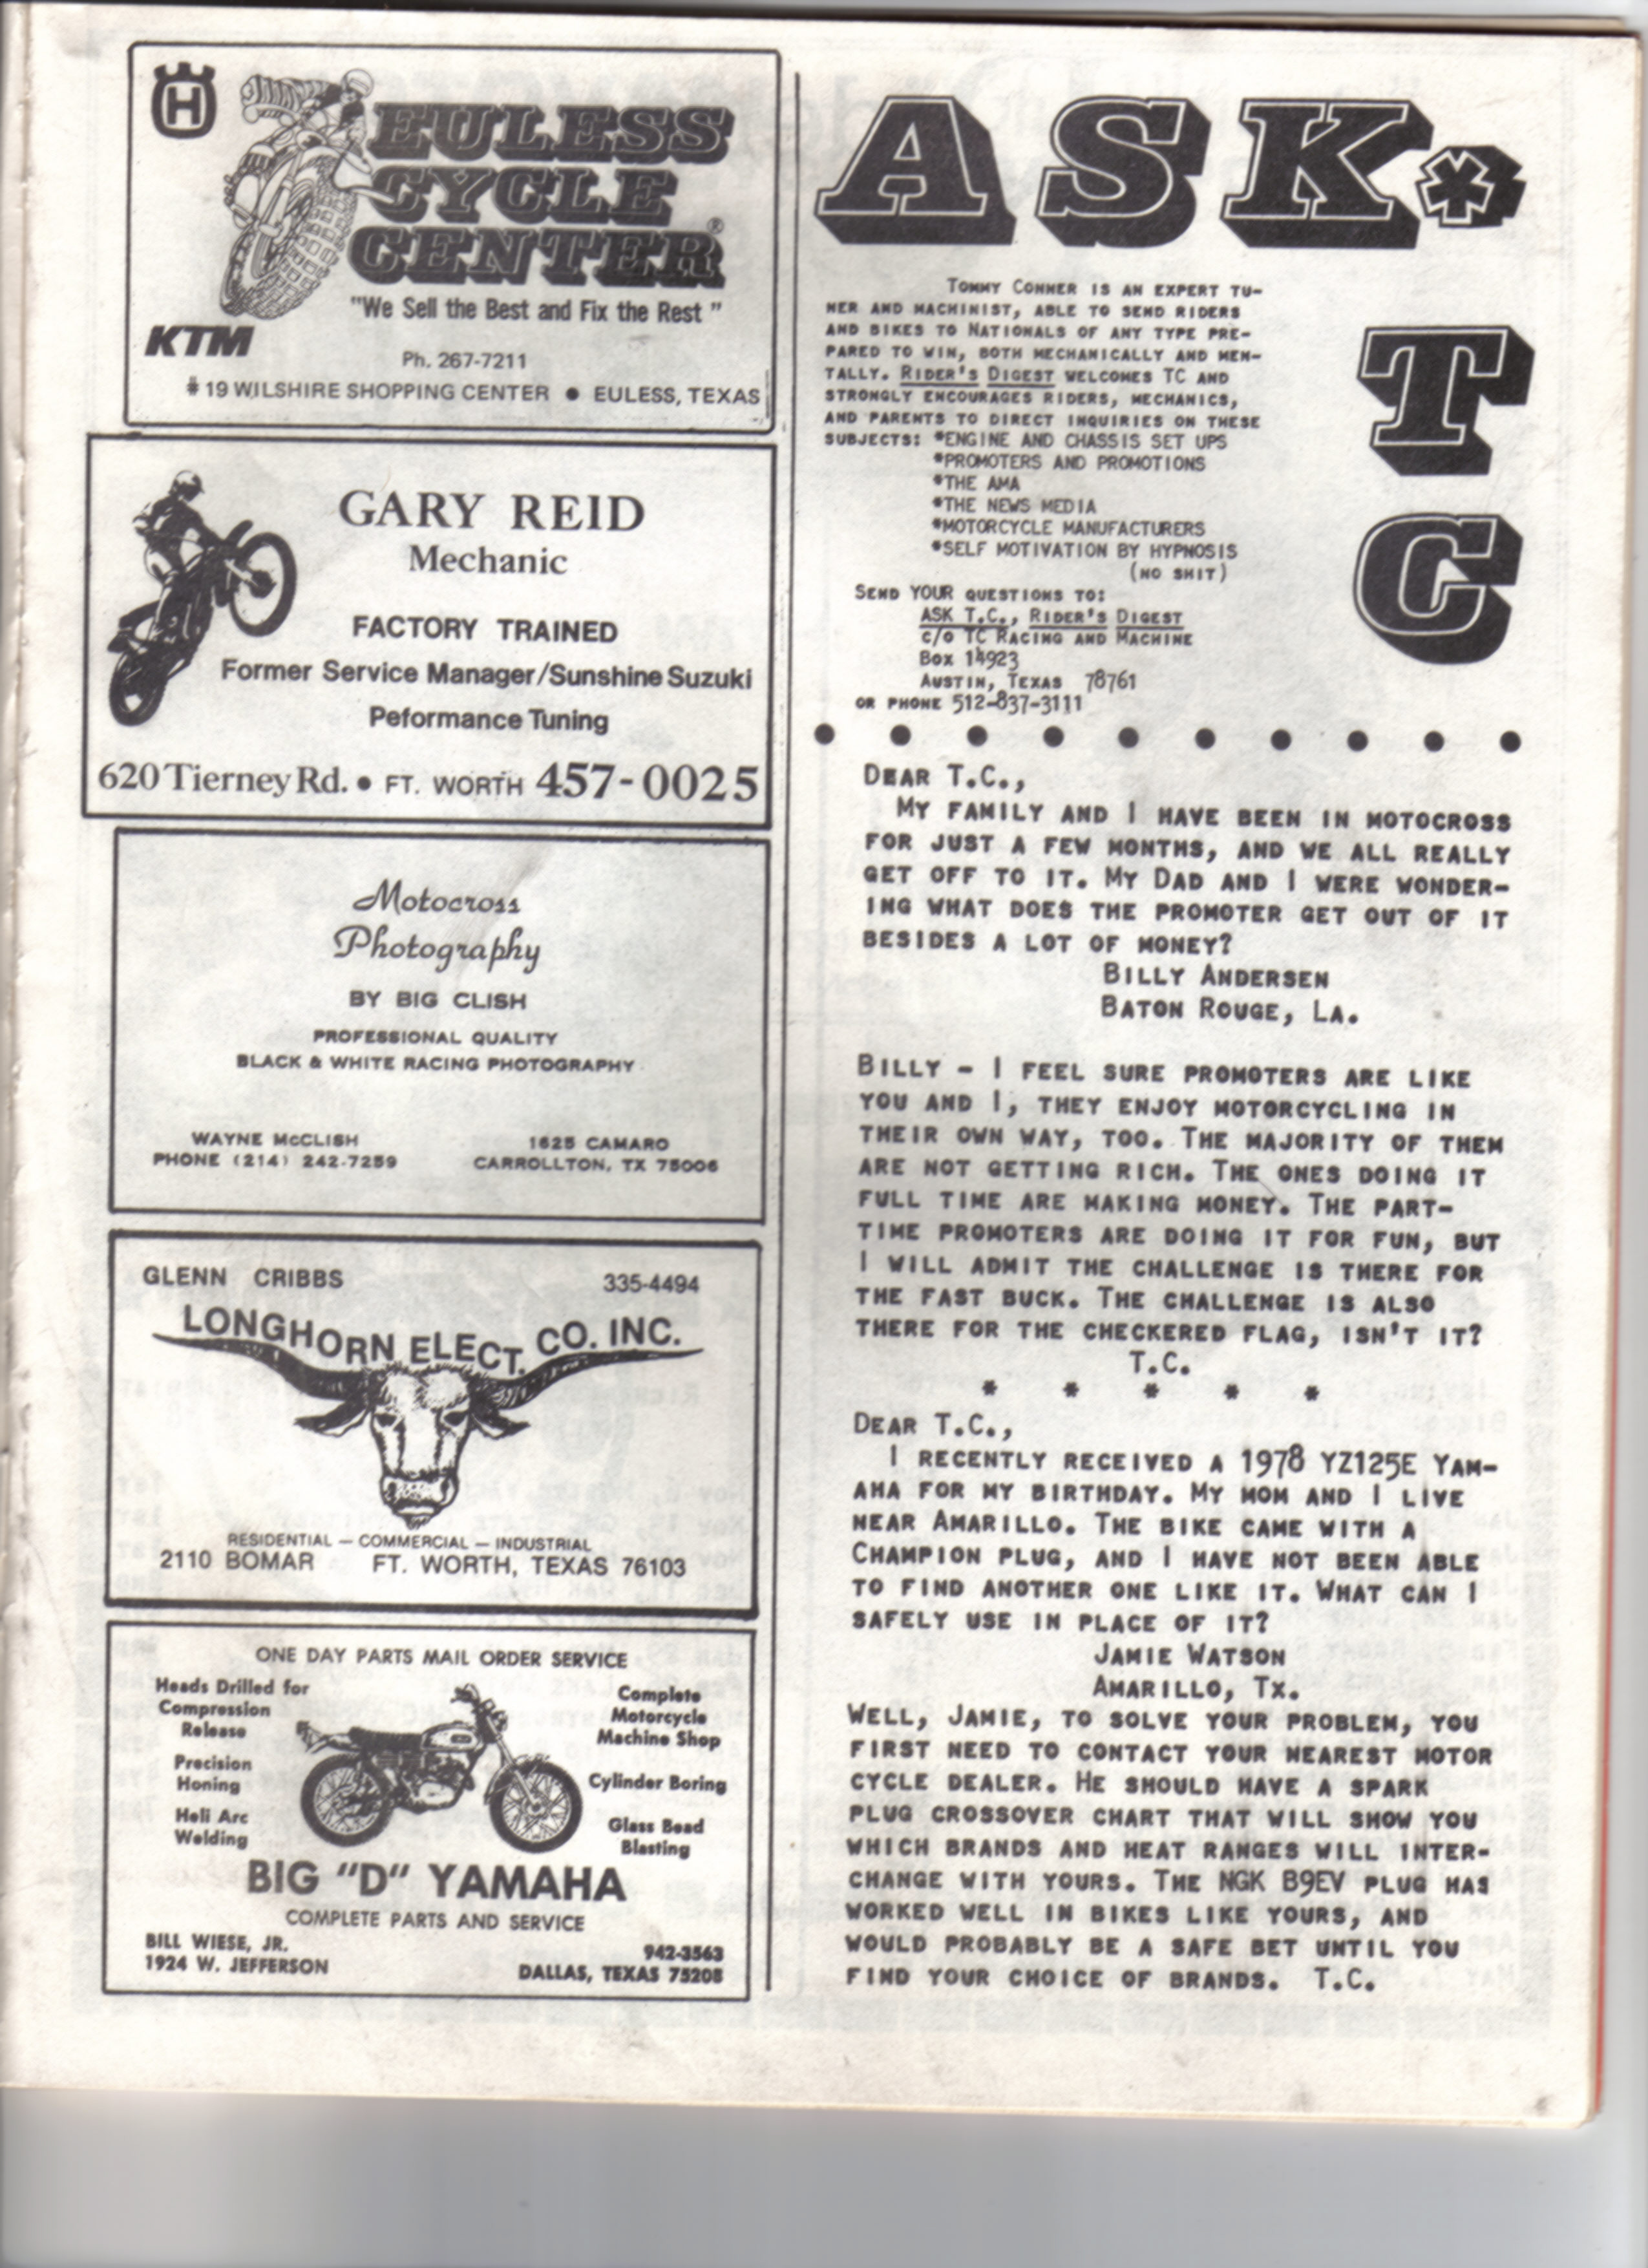 H
EULESS
CYCLE
CENTER®
"We Sell the Best and Fix the Rest "
KTM
Ph. 267-7211
#19 WILSHIRE SHOPPING CENTER ● EULESS, TEXAS
GARY REID
Mechanic
FACTORY TRAINED
Former Service Manager/Sunshine Suzuki
Peformance Tuning
620 Tierney Rd. ● FT. WORTH 457-0025
Motocross
Photography
BY BIG CLISH
PROFESSIONAL QUALITY
BLACK & WHITE RACING PHOTOGRAPHY
WAYNE McCLISH
PHONE (214) 242-7259
1625 CAMARO
CARROLLTON, TX 75006
GLENN CRIBBS 335-4494
LONGHORN ELECT. CO. INC.
RESIDENTIAL — COMMERCIAL — INDUSTRIAL
2110 BOMAR FT. WORTH, TEXAS 76103
ONE DAY PARTS MAIL ORDER SERVICE
Heads Drilled for
Compression
Release
Precision
Honing
Heli Arc
Welding
Complete
Motorcycle
Machine Shop
Cylinder Boring
Glass Bead
Blasting
BIG "D" YAMAHA
COMPLETE PARTS AND SERVICE
BILL WIESE, JR.
1924 W. JEFFERSON
942-3563
DALLAS, TEXAS 75208
ASK*
T
C
TOMMY CONNER IS AN EXPERT TU-
NER AND MACHINIST, ABLE TO SEND RIDERS
AND BIKES TO NATIONALS OF ANY TYPE PRE-
PARED TO WIN, BOTH MECHANICALLY AND MEN-
TALLY. RIDER'S DIGEST WELCOMES TC AND
STRONGLY ENCOURAGES RIDERS, MECHANICS,
AND PARENTS TO DIRECT INQUIRIES ON THESE
SUBJECTS: *ENGINE AND CHASSIS SET UPS
*PROMOTERS AND PROMOTIONS
*THE AMA
*THE NEWS MEDIA
*MOTORCYCLE MANUFACTURERS
*SELF MOTIVATION BY HYPNOSIS
(NO SHIT)
SEND YOUR QUESTIONS TO:
ASK T.C., RIDER'S DIGEST
C/O TC RACING AND MACHINE
BOX 14923
AUSTIN, TEXAS 78761
OR PHONE 512-837-3111
DEAR T.C.,
MY FAMILY AND I HAVE BEEN IN MOTOCROSS
FOR JUST A FEW MONTHS, AND WE ALL REALLY
GET OFF TO IT. MY DAD AND I WERE WONDER-
ING WHAT DOES THE PROMOTER GET OUT OF IT
BESIDES A LOT OF MONEY?
BILLY ANDERSEN
BATON ROUGE, LA.
BILLY - I FEEL SURE PROMOTERS ARE LIKE
YOU AND I, THEY ENJOY MOTORCYCLING IN
THEIR OWN WAY, TOO. THE MAJORITY OF THEM
ARE NOT GETTING RICH. THE ONES DOING IT
FULL TIME ARE MAKING MONEY. THE PART-
TIME PROMOTERS ARE DOING IT FOR FUN, BUT
I WILL ADMIT THE CHALLENGE IS THERE FOR
THE FAST BUCK. THE CHALLENGE IS ALSO
THERE FOR THE CHECKERED FLAG, ISN'T IT?
T.C.
* * * * *
DEAR T.C.,
I RECENTLY RECEIVED A 1978 YZ125E YAM-
AHA FOR MY BIRTHDAY. MY MOM AND I LIVE
NEAR AMARILLO. THE BIKE CAME WITH A
CHAMPION PLUG, AND I HAVE NOT BEEN ABLE
TO FIND ANOTHER ONE LIKE IT. WHAT CAN I
SAFELY USE IN PLACE OF IT?
JAMIE WATSON
AMARILLO, TX.
WELL, JAMIE, TO SOLVE YOUR PROBLEM, YOU
FIRST NEED TO CONTACT YOUR NEAREST MOTOR
CYCLE DEALER. HE SHOULD HAVE A SPARK
PLUG CROSSOVER CHART THAT WILL SHOW YOU
WHICH BRANDS AND HEAT RANGES WILL INTER-
CHANGE WITH YOURS. THE NGK B9EV PLUG HAS
WORKED WELL IN BIKES LIKE YOURS, AND
WOULD PROBABLY BE A SAFE BET UNTIL YOU
FIND YOUR CHOICE OF BRANDS. T.C.